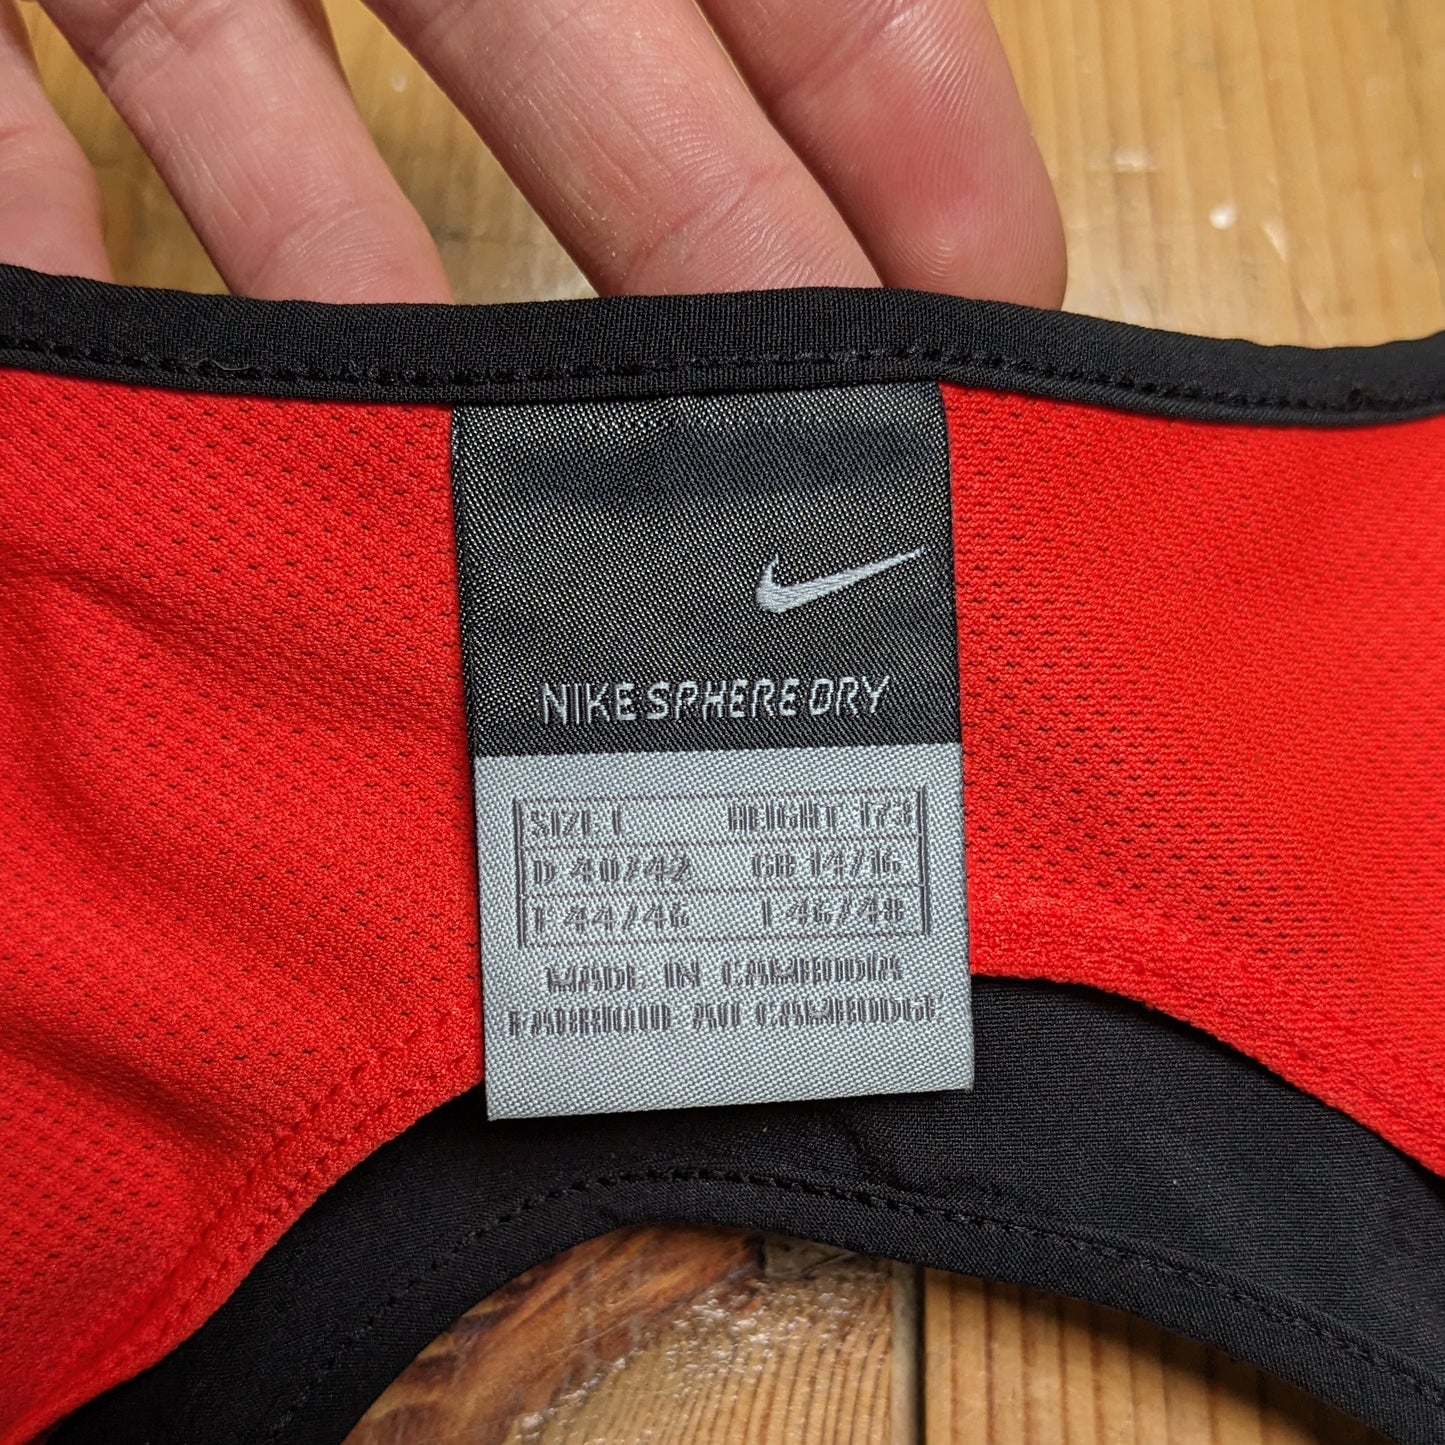 NIKE SPHERE DRY
SIZE L HEIGHT 173
D 40/42 GB 14/16
F 44/46 I 46/48
MADE IN CAMBODIA
FABRIQUÉ AU CAMBODGE